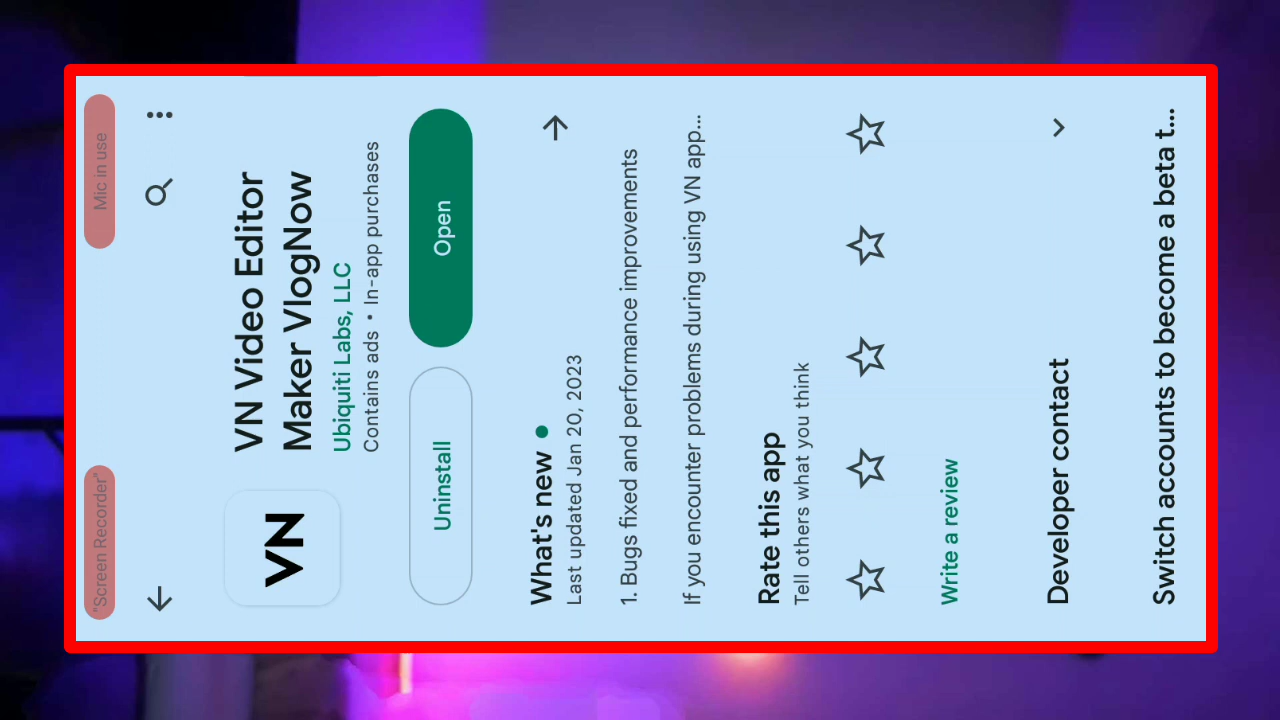 "Screen Recorder"
Mic in use
VN
VN Video Editor
Maker VlogNow
Ubiquiti Labs, LLC
Contains ads • In-app purchases
Uninstall
Open
What's new
Last updated Jan 20, 2023
1. Bugs fixed and performance improvements
If you encounter problems during using VN app...
Rate this app
Tell others what you think
Write a review
Developer contact
Switch accounts to become a beta t...